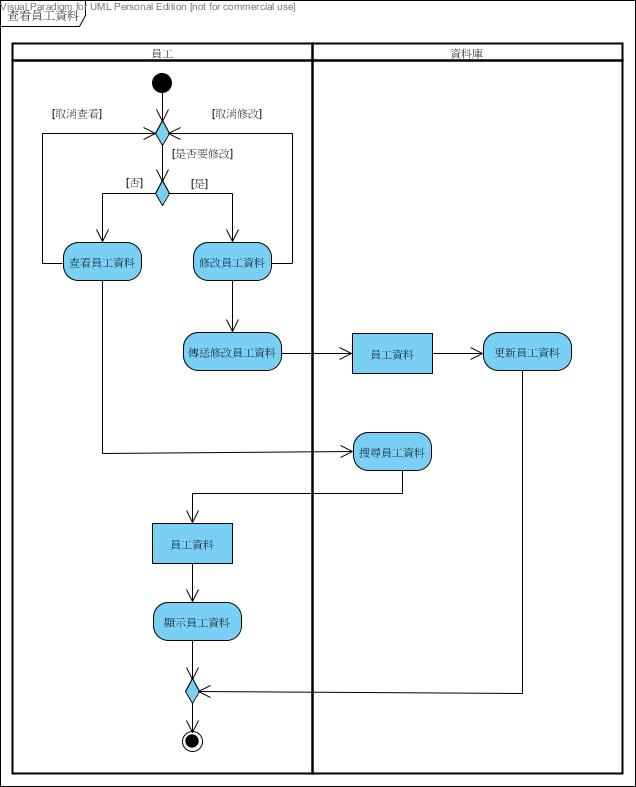 Visual Paradigm for UML Personal Edition [not for commercial use]
查看員工資料
員工
資料庫
[取消查看]
[取消修改]
[是否要修改]
[否]
[是]
查看員工資料
修改員工資料
傳送修改員工資料
員工資料
更新員工資料
搜尋員工資料
員工資料
顯示員工資料